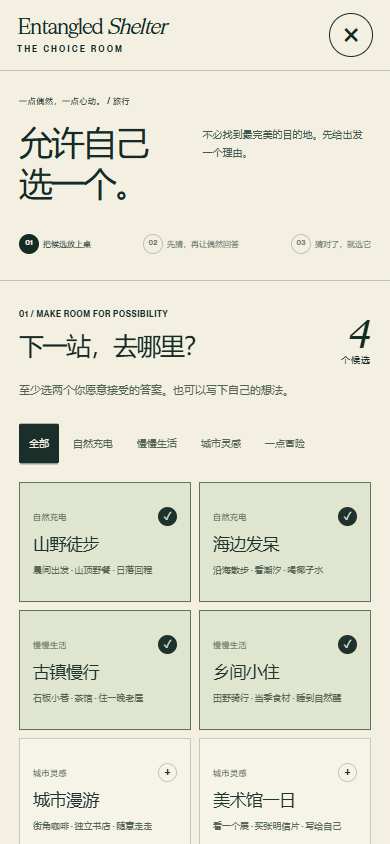 Entangled Shelter
THE CHOICE ROOM
一点偶然，一点心动。 / 旅行
允许自己
选一个。
不必找到最完美的目的地。先给出发
一个理由。
01 把候选放上桌
02 先猜，再让偶然回答
03 猜对了，就选它
01 / MAKE ROOM FOR POSSIBILITY
下一站，去哪里？
4
个候选
至少选两个你愿意接受的答案。也可以写下自己的想法。
全部 自然充电 慢慢生活 城市灵感 一点冒险
自然充电
山野徒步
晨间出发 · 山顶野餐 · 日落回程
自然充电
海边发呆
沿海散步 · 看潮汐 · 喝椰子水
慢慢生活
古镇慢行
石板小巷 · 茶馆 · 住一晚老屋
慢慢生活
乡间小住
田野骑行 · 当季食材 · 睡到自然醒
城市灵感
城市漫游
街角咖啡 · 独立书店 · 随意走走
城市灵感
美术馆一日
看一个展 · 买张明信片 · 写给自己